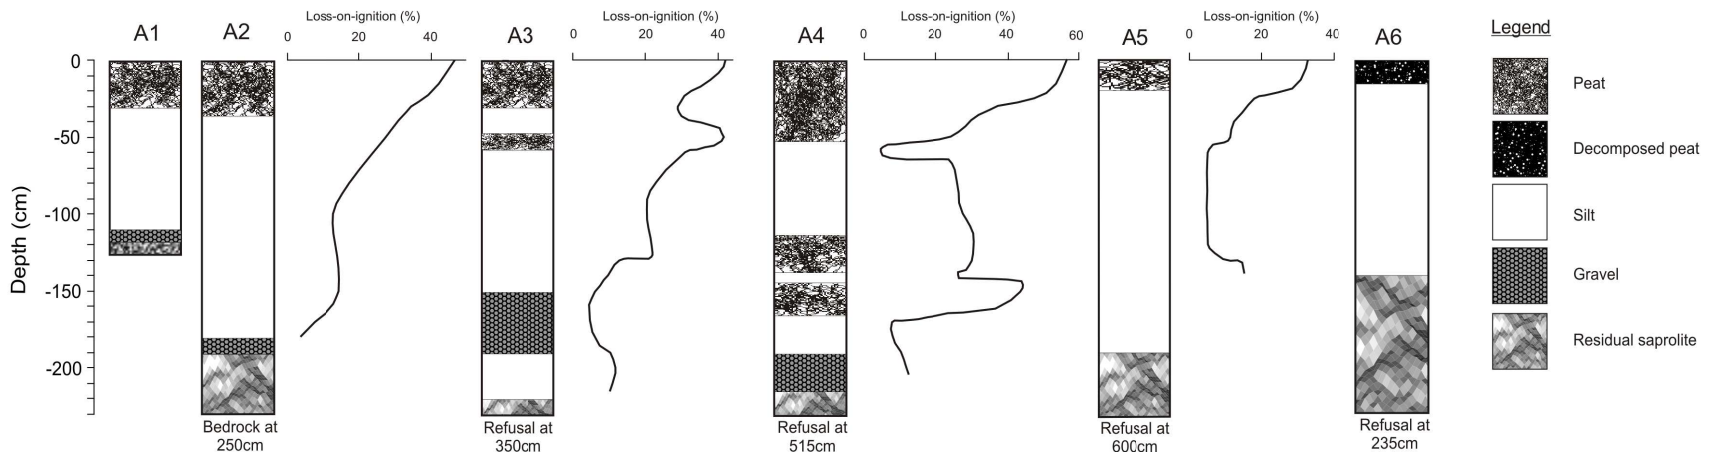 Loss-on-ignition (%)
Loss-on-ignition (%)
Loss-on-ignition (%)
Loss-on-ignition (%)
A1
A2
0 20 40
A3
0 20 40
A4
0 20 40 60
A5
0 20 40
A6
Legend
Depth (cm)
0
-50
-100
-150
-200
Peat
Decomposed peat
Silt
Gravel
Residual saprolite
Bedrock at
250cm
Refusal at
350cm
Refusal at
515cm
Refusal at
600cm
Refusal at
235cm